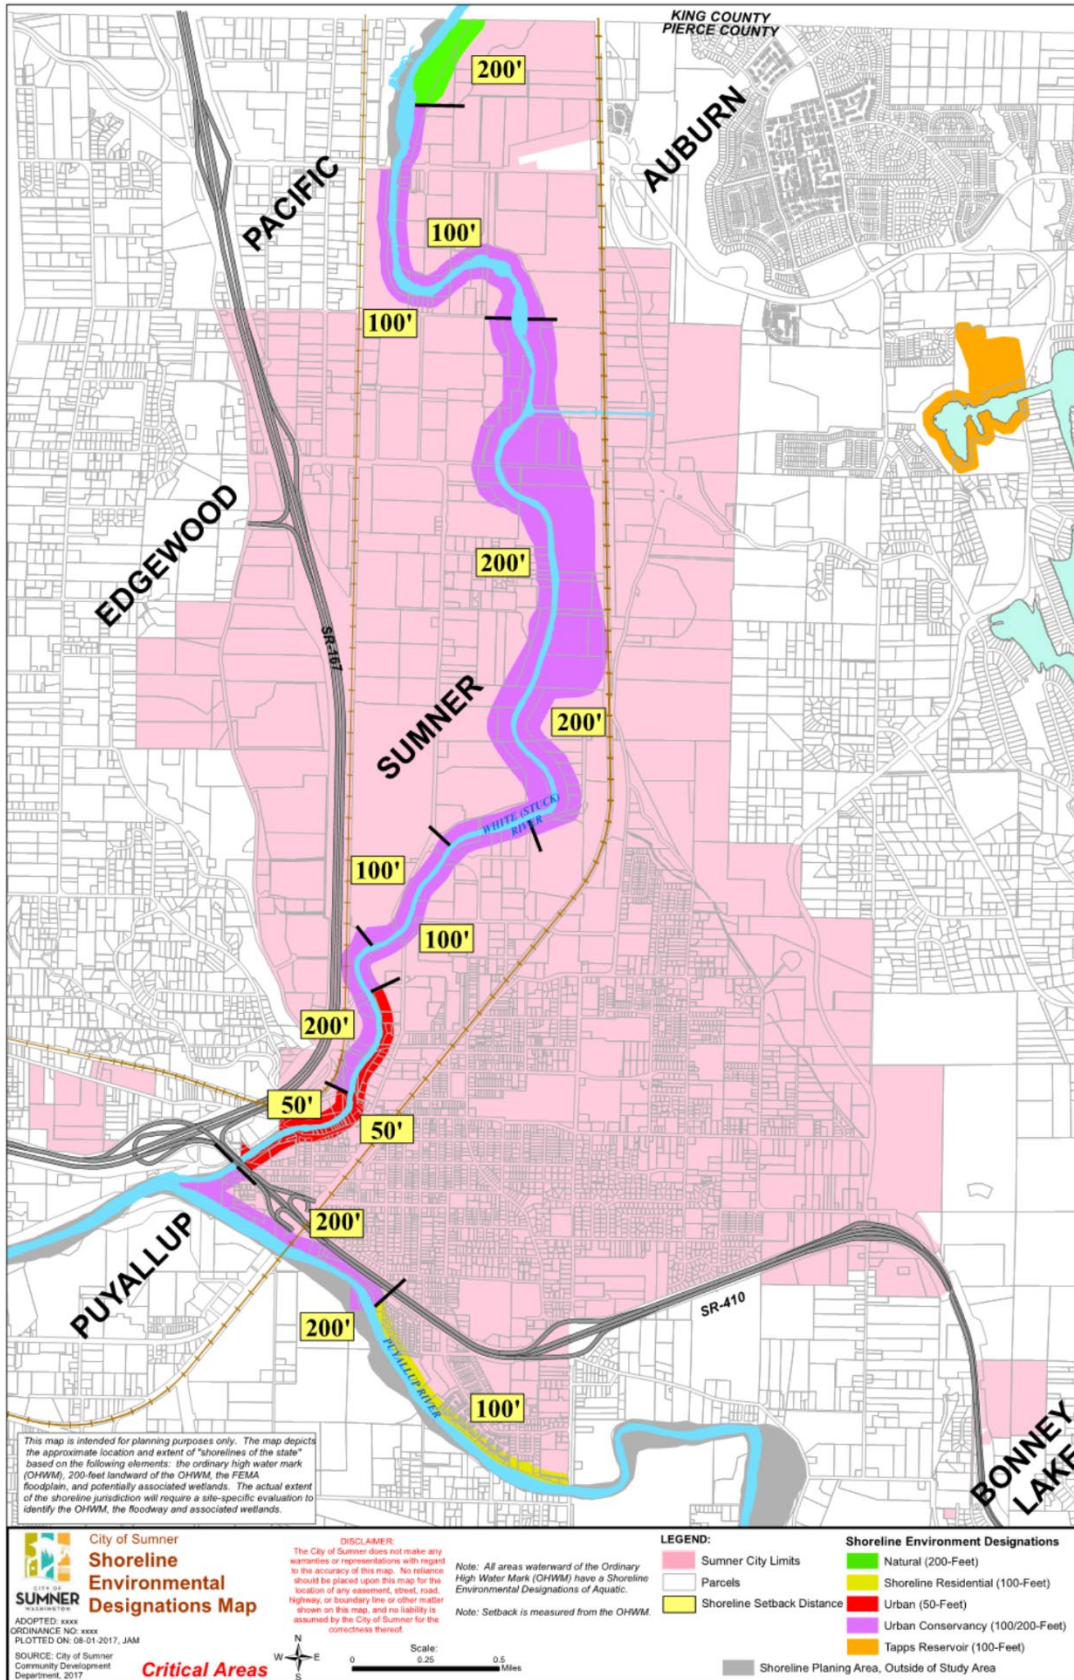 KING COUNTY
PIERCE COUNTY
200'
AUBURN
PACIFIC
100'
100'
EDGEWOOD
200'
SR-167
SUMNER
200'
WHITE (STUCK)
RIVER
100'
100'
200'
50'
50'
200'
PUYALLUP
200'
SR-410
PUYALLUP RIVER
100'
BONNEY
LAKE
This map is intended for planning purposes only. The map depicts
the approximate location and extent of "shorelines of the state"
based on the following elements: the ordinary high water mark
(OHWM), 200-feet landward of the OHWM, the FEMA
floodplain, and potentially associated wetlands. The actual extent
of the shoreline jurisdiction will require a site-specific evaluation to
identify the OHWM, the floodway and associated wetlands.
CITY OF
SUMNER
WASHINGTON
City of Sumner
Shoreline
Environmental
Designations Map
ADOPTED: xxxx
ORDINANCE NO: xxxx
PLOTTED ON: 08-01-2017, JAM
SOURCE: City of Sumner
Community Development
Department, 2017
Critical Areas
DISCLAIMER:
The City of Sumner does not make any
warranties or representations with regard
to the accuracy of this map. No reliance
should be placed upon this map for the
location of any easement, street, road,
highway, or boundary line or other matter
shown on this map, and no liability is
assumed by the City of Sumner for the
correctness thereof.
N
W E
S
Scale:
0 0.25 0.5
Miles
Note: All areas waterward of the Ordinary
High Water Mark (OHWM) have a Shoreline
Environmental Designations of Aquatic.
Note: Setback is measured from the OHWM.
LEGEND:
Sumner City Limits
Parcels
Shoreline Setback Distance
Shoreline Environment Designations
Natural (200-Feet)
Shoreline Residential (100-Feet)
Urban (50-Feet)
Urban Conservancy (100/200-Feet)
Tapps Reservoir (100-Feet)
Shoreline Planing Area, Outside of Study Area